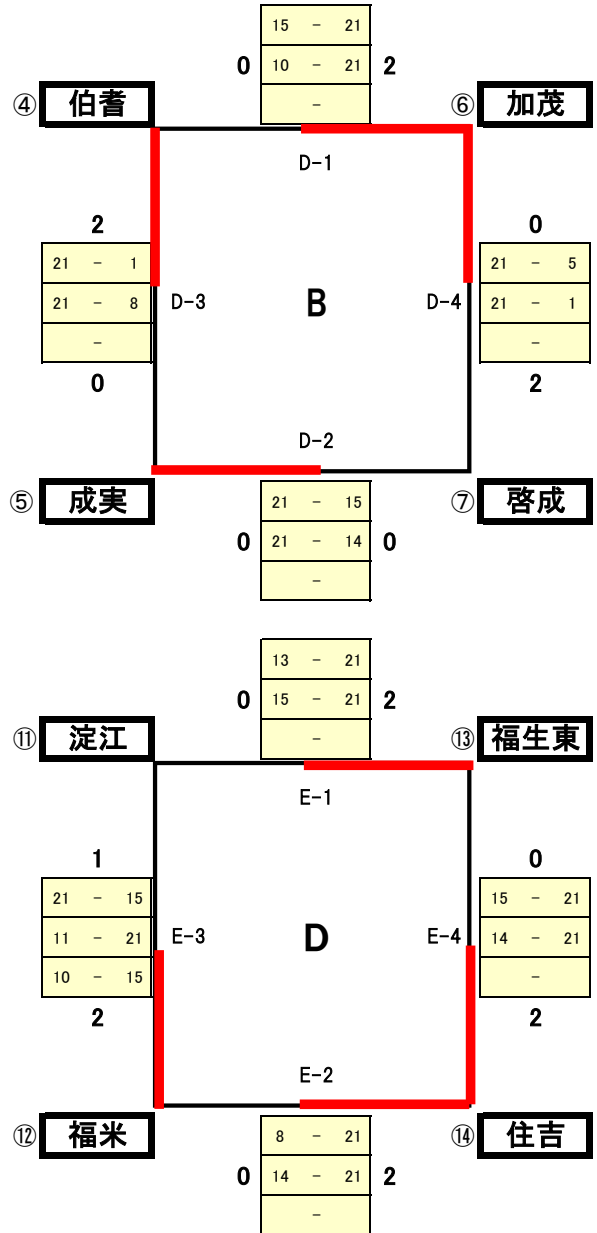 15 - 21
0 10 - 21 2
-
④ 伯耆 ⑥ 加茂
D-1
2 0
21 - 1 21 - 5
21 - 8 D-3 B D-4 21 - 1
- -
0 2
D-2
⑤ 成実 ⑦ 啓成
21 - 15
0 21 - 14 0
-
13 - 21
0 15 - 21 2
-
⑪ 淀江 ⑬ 福生東
E-1
1 0
21 - 15 15 - 21
11 - 21 E-3 D E-4 14 - 21
10 - 15 -
2 2
E-2
⑫ 福米 ⑭ 住吉
8 - 21
0 14 - 21 2
-